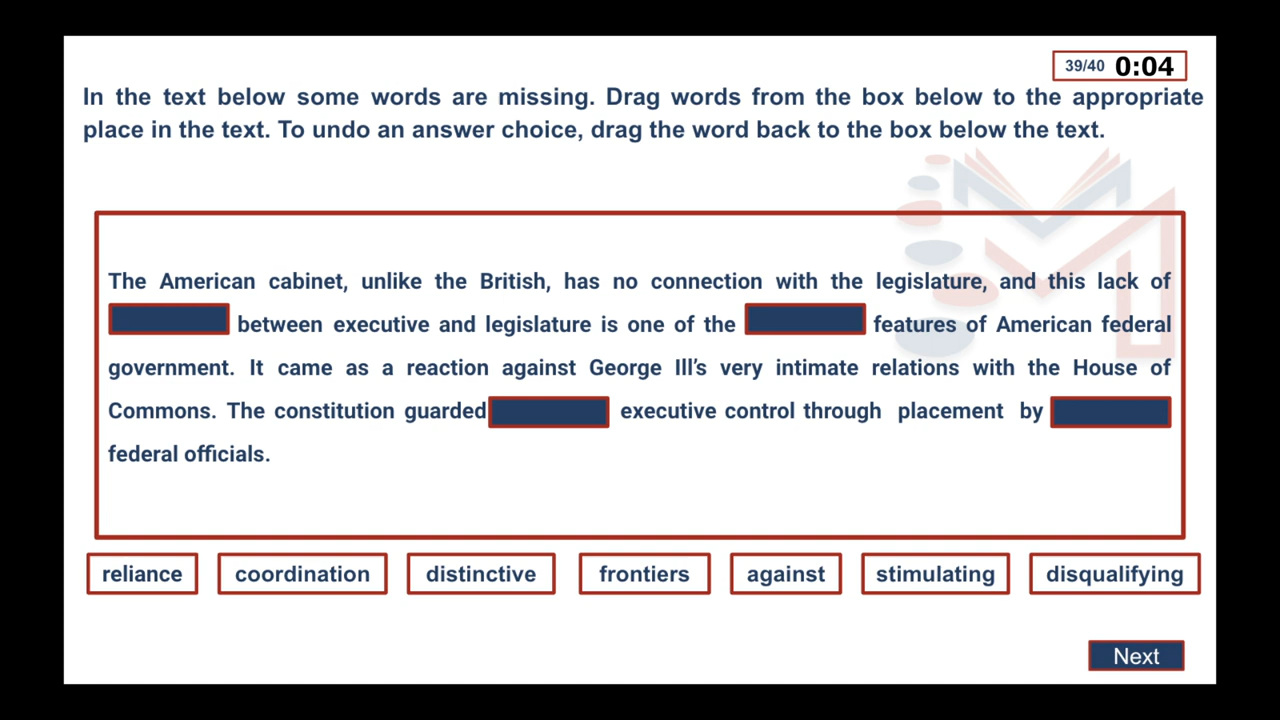 39/40 0:04
In the text below some words are missing. Drag words from the box below to the appropriate
place in the text. To undo an answer choice, drag the word back to the box below the text.
The American cabinet, unlike the British, has no connection with the legislature, and this lack of
between executive and legislature is one of the features of American federal
government. It came as a reaction against George Ill’s very intimate relations with the House of
Commons. The constitution guarded executive control through placement by
federal officials.
reliance coordination distinctive frontiers against stimulating disqualifying
Next